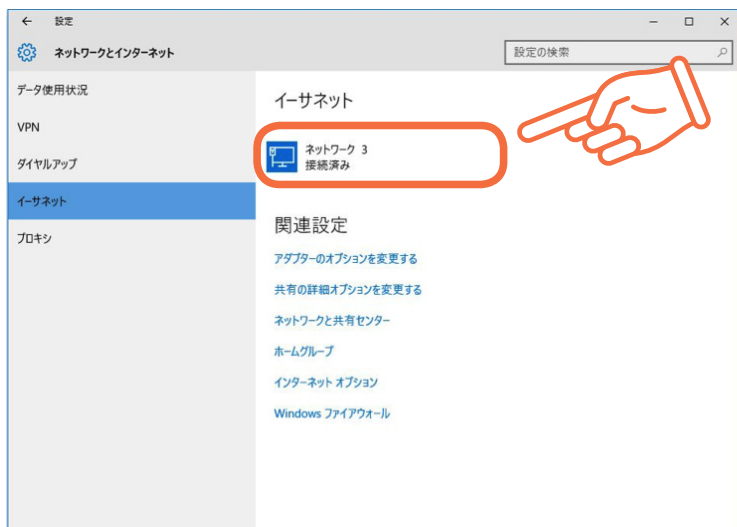 設定
ネットワークとインターネット
設定の検索
データ使用状況
VPN
ダイヤルアップ
イーサネット
プロキシ
イーサネット
ネットワーク 3
接続済み
関連設定
アダプターのオプションを変更する
共有の詳細オプションを変更する
ネットワークと共有センター
ホームグループ
インターネット オプション
Windows ファイアウォール